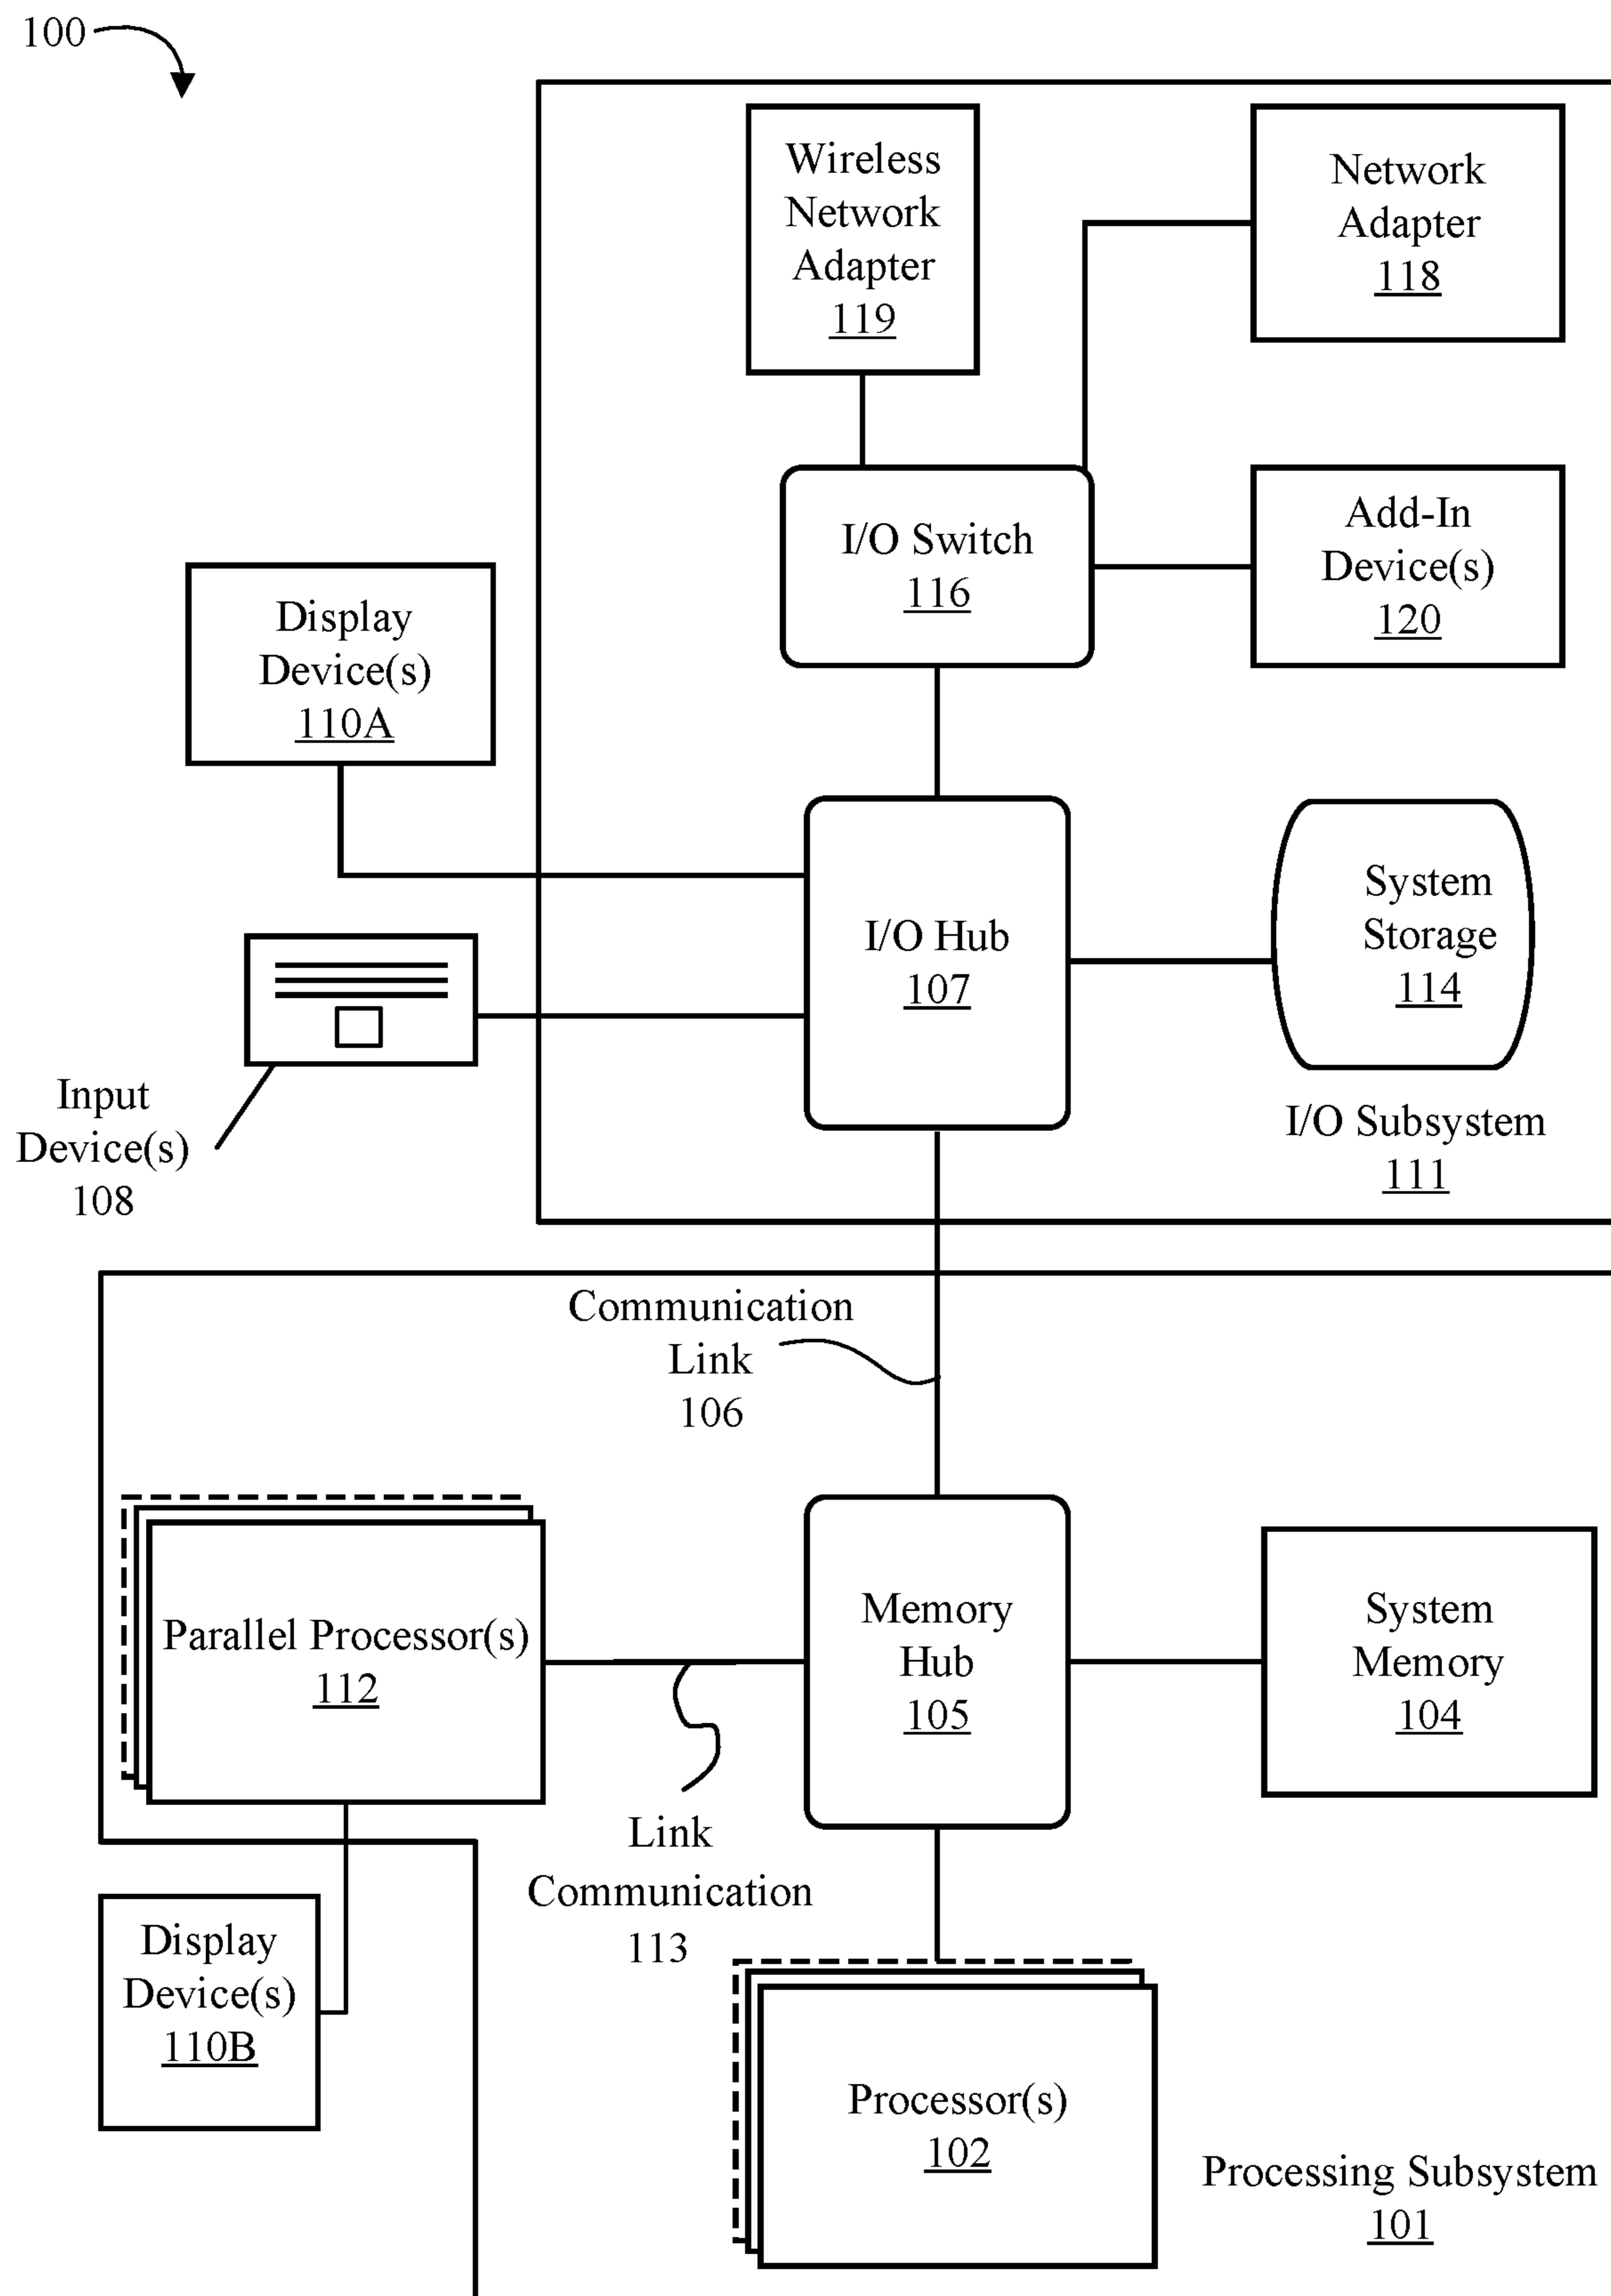 100
Wireless
Network
Adapter
119
Network
Adapter
118
I/O Switch
116
Add-In
Device(s)
120
Display
Device(s)
110A
I/O Hub
107
System
Storage
114
Input
Device(s)
108
I/O Subsystem
111
Communication
Link
106
Parallel Processor(s)
112
Memory
Hub
105
System
Memory
104
Link
Communication
113
Display
Device(s)
110B
Processor(s)
102
Processing Subsystem
101